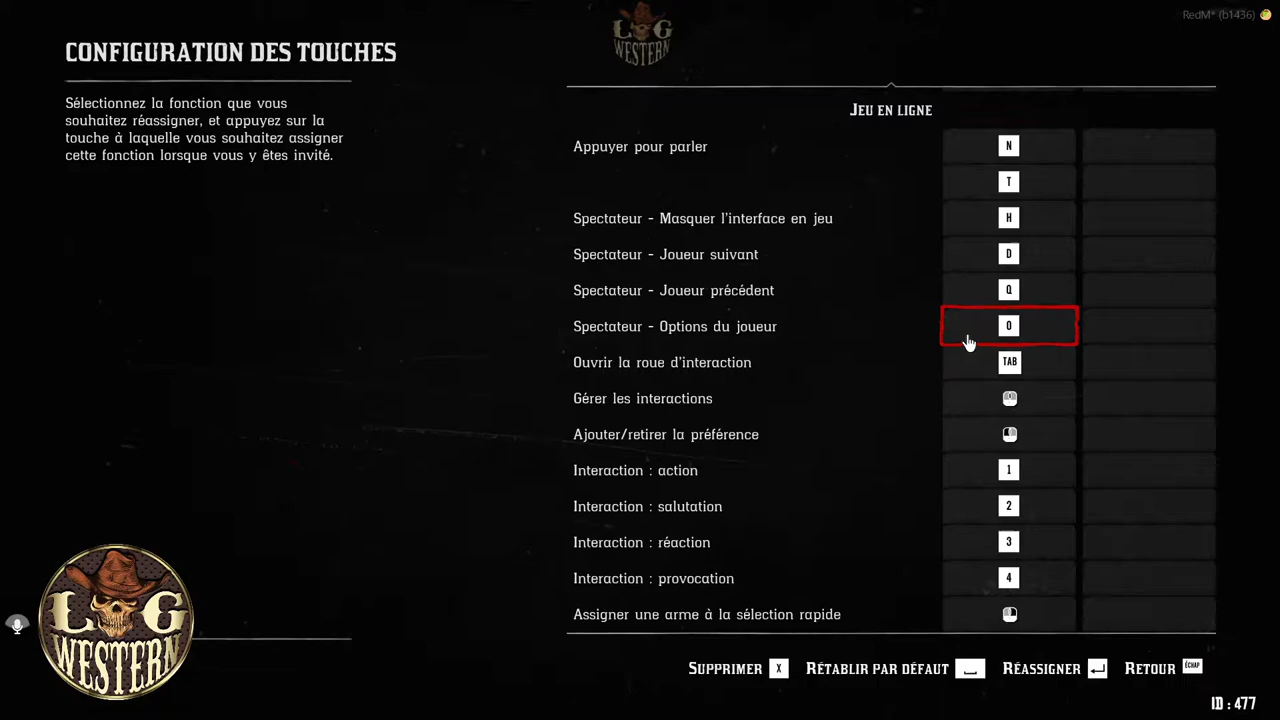 RedM* (b1436)
LG
WESTERN
CONFIGURATION DES TOUCHES
Sélectionnez la fonction que vous
souhaitez réassigner, et appuyez sur la
touche à laquelle vous souhaitez assigner
cette fonction lorsque vous y êtes invité.
JEU EN LIGNE
Appuyer pour parler N
T
Spectateur - Masquer l'interface en jeu H
Spectateur - Joueur suivant D
Spectateur - Joueur précédent Q
Spectateur - Options du joueur O
Ouvrir la roue d'interaction TAB
Gérer les interactions
Ajouter/retirer la préférence
Interaction : action 1
Interaction : salutation 2
Interaction : réaction 3
Interaction : provocation 4
Assigner une arme à la sélection rapide
LG
WESTERN
SUPPRIMER X RÉTABLIR PAR DÉFAUT RÉASSIGNER RETOUR ÉCHAP
ID : 477